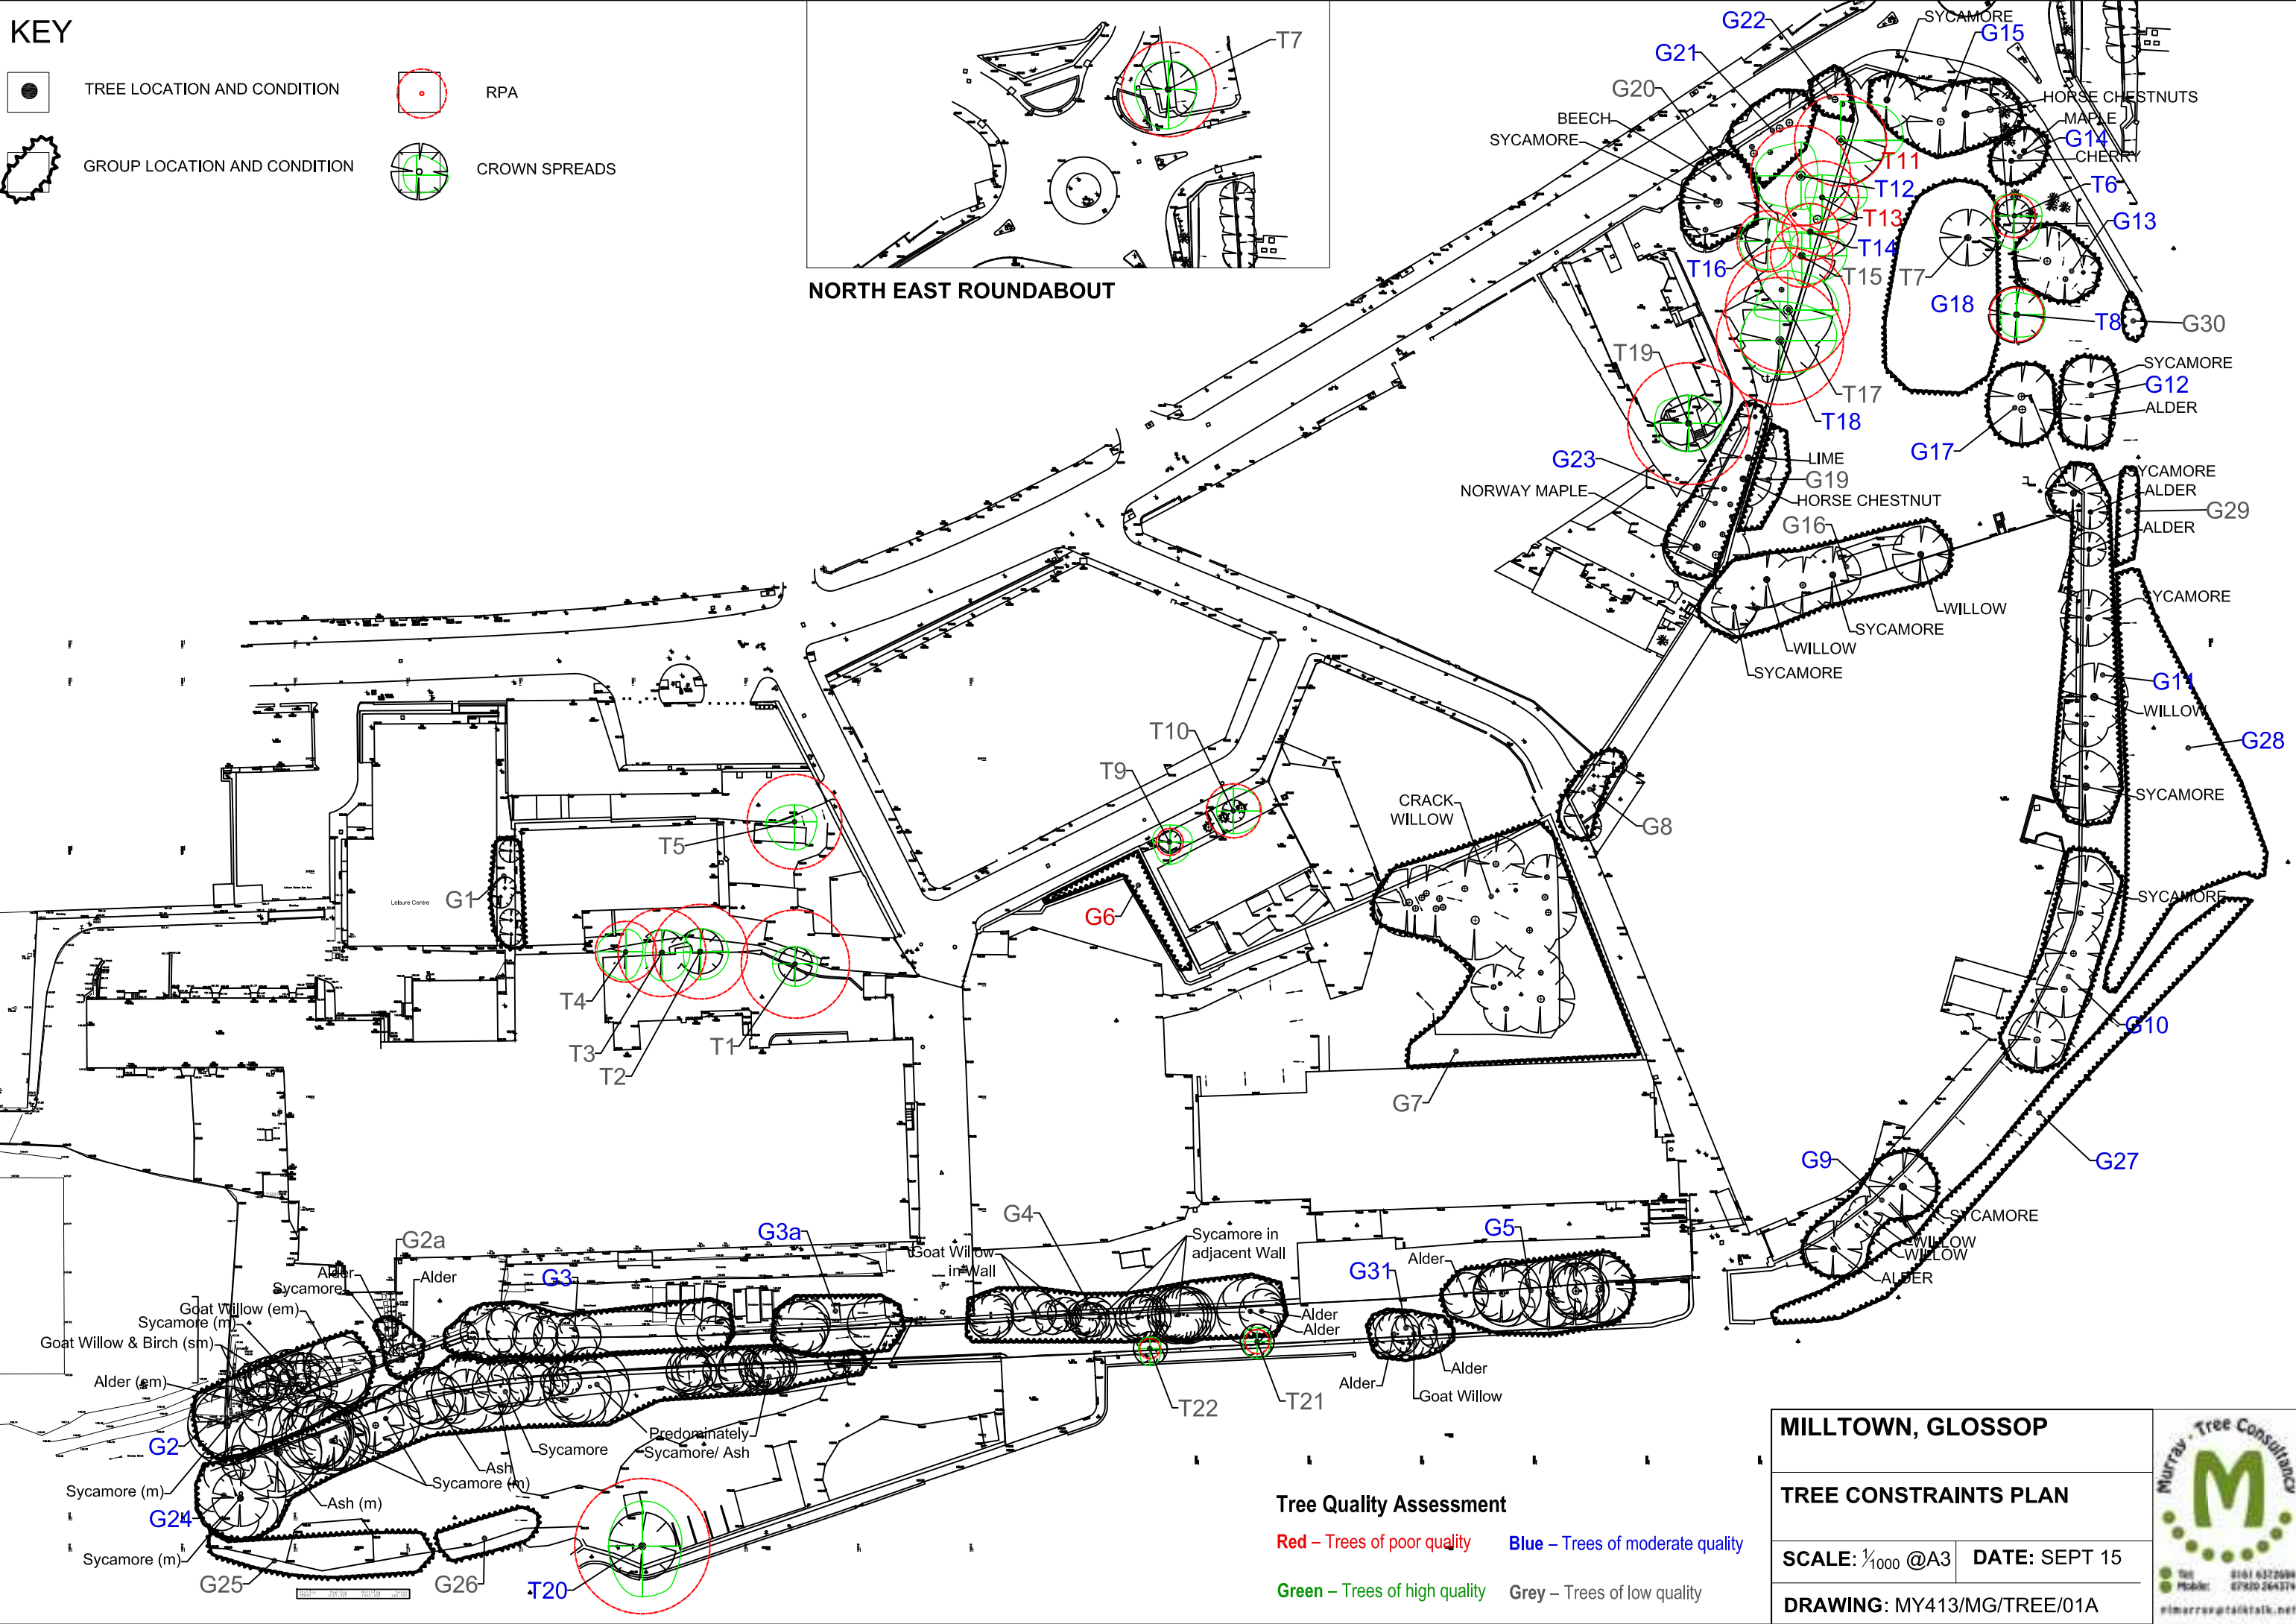 KEY
TREE LOCATION AND CONDITION
RPA
GROUP LOCATION AND CONDITION
CROWN SPREADS
T7
NORTH EAST ROUNDABOUT
G22
SYCAMORE
G15
G21
G20
HORSE CHESTNUTS
BEECH
MAPLE
SYCAMORE
G14
CHERRY
T11
T12
T6
T13
G13
T14
T16
T15
T7
G18
T8
G30
T19
SYCAMORE
G12
T17
ALDER
T18
G17
G23
LIME
G19
SYCAMORE
NORWAY MAPLE
HORSE CHESTNUT
ALDER
G16
G29
ALDER
WILLOW
SYCAMORE
SYCAMORE
WILLOW
SYCAMORE
G11
WILLOW
T10
G28
T9
CRACK
WILLOW
SYCAMORE
G8
T5
G1
Leisure Centre
SYCAMORE
G6
T4
G10
T3
T1
T2
G7
G9
G27
G4
G3a
G5
SYCAMORE
G2a
Goat Willow
in Wall
Sycamore in
adjacent Wall
WILLOW
WILLOW
Alder
Alder
G3
G31
Alder
ALDER
Sycamore
Goat Willow (em)
Sycamore (m)
Alder
Alder
Goat Willow & Birch (sm)
Alder
Alder
Alder (em)
Goat Willow
T22
T21
G2
Sycamore
Predominately
Sycamore/ Ash
Ash
Sycamore (m)
Sycamore (m)
Ash (m)
G24
Sycamore (m)
G25
G26
T20
Tree Quality Assessment
Red – Trees of poor quality
Blue – Trees of moderate quality
Green – Trees of high quality
Grey – Trees of low quality
MILLTOWN, GLOSSOP
TREE CONSTRAINTS PLAN
SCALE: 1/1000 @A3
DATE: SEPT 15
DRAWING: MY413/MG/TREE/01A
Murray - Tree Consultancy
M